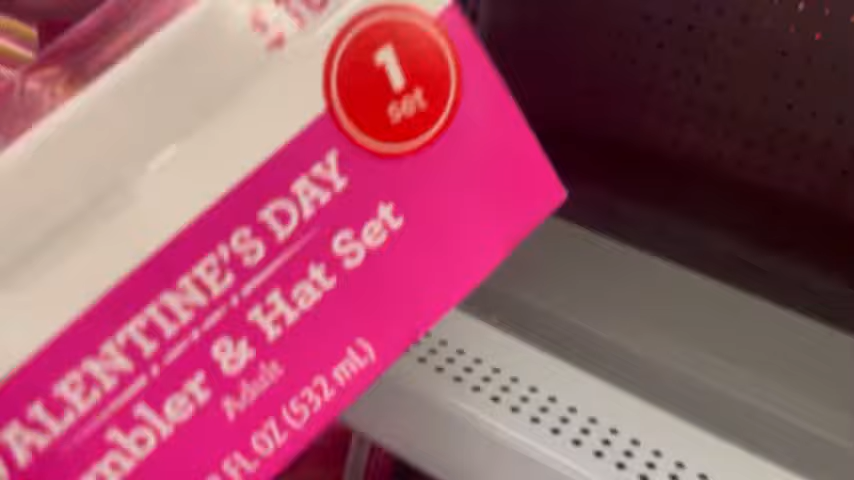 1
set
VALENTINE'S DAY
mbler & Hat Set
Adult
FL OZ (532 mL)